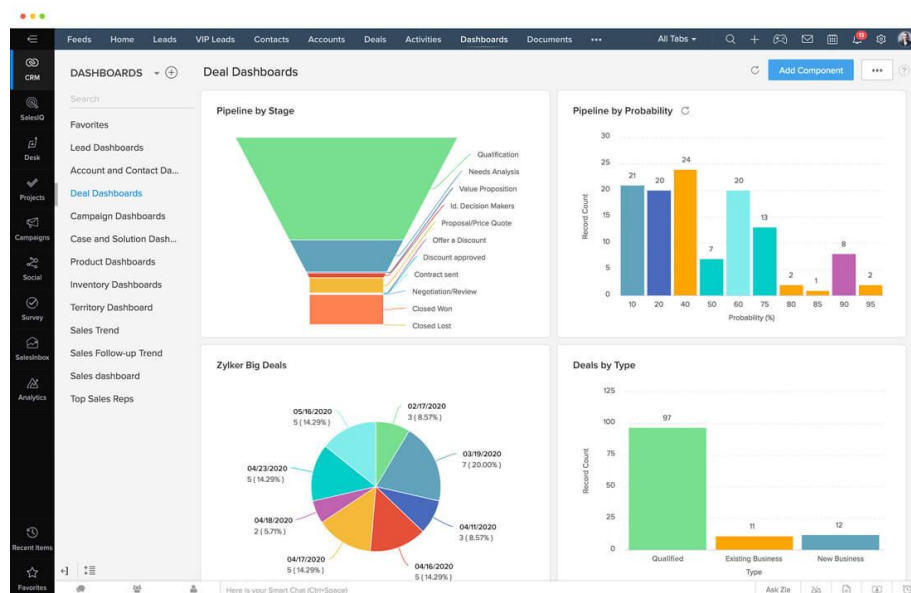 Feeds Home Leads VIP Leads Contacts Accounts Deals Activities Dashboards Documents ••• All Tabs
13
CRM
SalesIQ
Desk
Projects
Campaigns
Social
Survey
SalesInbox
Analytics
Recent Items
Favorites
DASHBOARDS
Search
Favorites
Lead Dashboards
Account and Contact Da...
Deal Dashboards
Campaign Dashboards
Case and Solution Dash...
Product Dashboards
Inventory Dashboards
Territory Dashboard
Sales Trend
Sales Follow-up Trend
Sales dashboard
Top Sales Reps
Deal Dashboards
Add Component
•••
?
Pipeline by Stage
Qualification
Needs Analysis
Value Proposition
Id. Decision Makers
Proposal/Price Quote
Offer a Discount
Discount approved
Contract sent
Negotiation/Review
Closed Won
Closed Lost
Pipeline by Probability
Record Count
30
25
20
15
10
5
0
21 20 24 7 20 13 2 1 8 2
10 20 40 50 60 75 80 85 90 95
Probability (%)
Zylker Big Deals
02/17/2020
3 ( 8.57% )
03/19/2020
7 ( 20.00% )
04/11/2020
3 ( 8.57% )
04/16/2020
5 ( 14.29% )
04/17/2020
5 ( 14.29% )
04/18/2020
2 ( 5.71% )
04/23/2020
5 ( 14.29% )
05/16/2020
5 ( 14.29% )
Deals by Type
Record Count
125
100
75
50
25
0
97 11 12
Qualified Existing Business New Business
Type
Here is your Smart Chat (Ctrl+Space)
Ask Zia